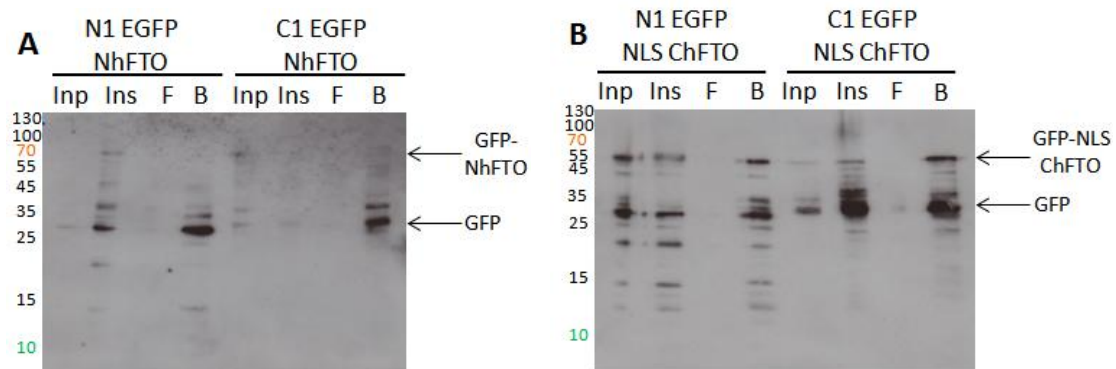 A
N1 EGFP
NhFTO
C1 EGFP
NhFTO
Inp Ins F B Inp Ins F B
130
100
70
55
45
35
25
15
10
GFP-
NhFTO
GFP
B
N1 EGFP
NLS ChFTO
C1 EGFP
NLS ChFTO
Inp Ins F B Inp Ins F B
130
100
70
55
45
35
25
15
10
GFP-NLS
ChFTO
GFP